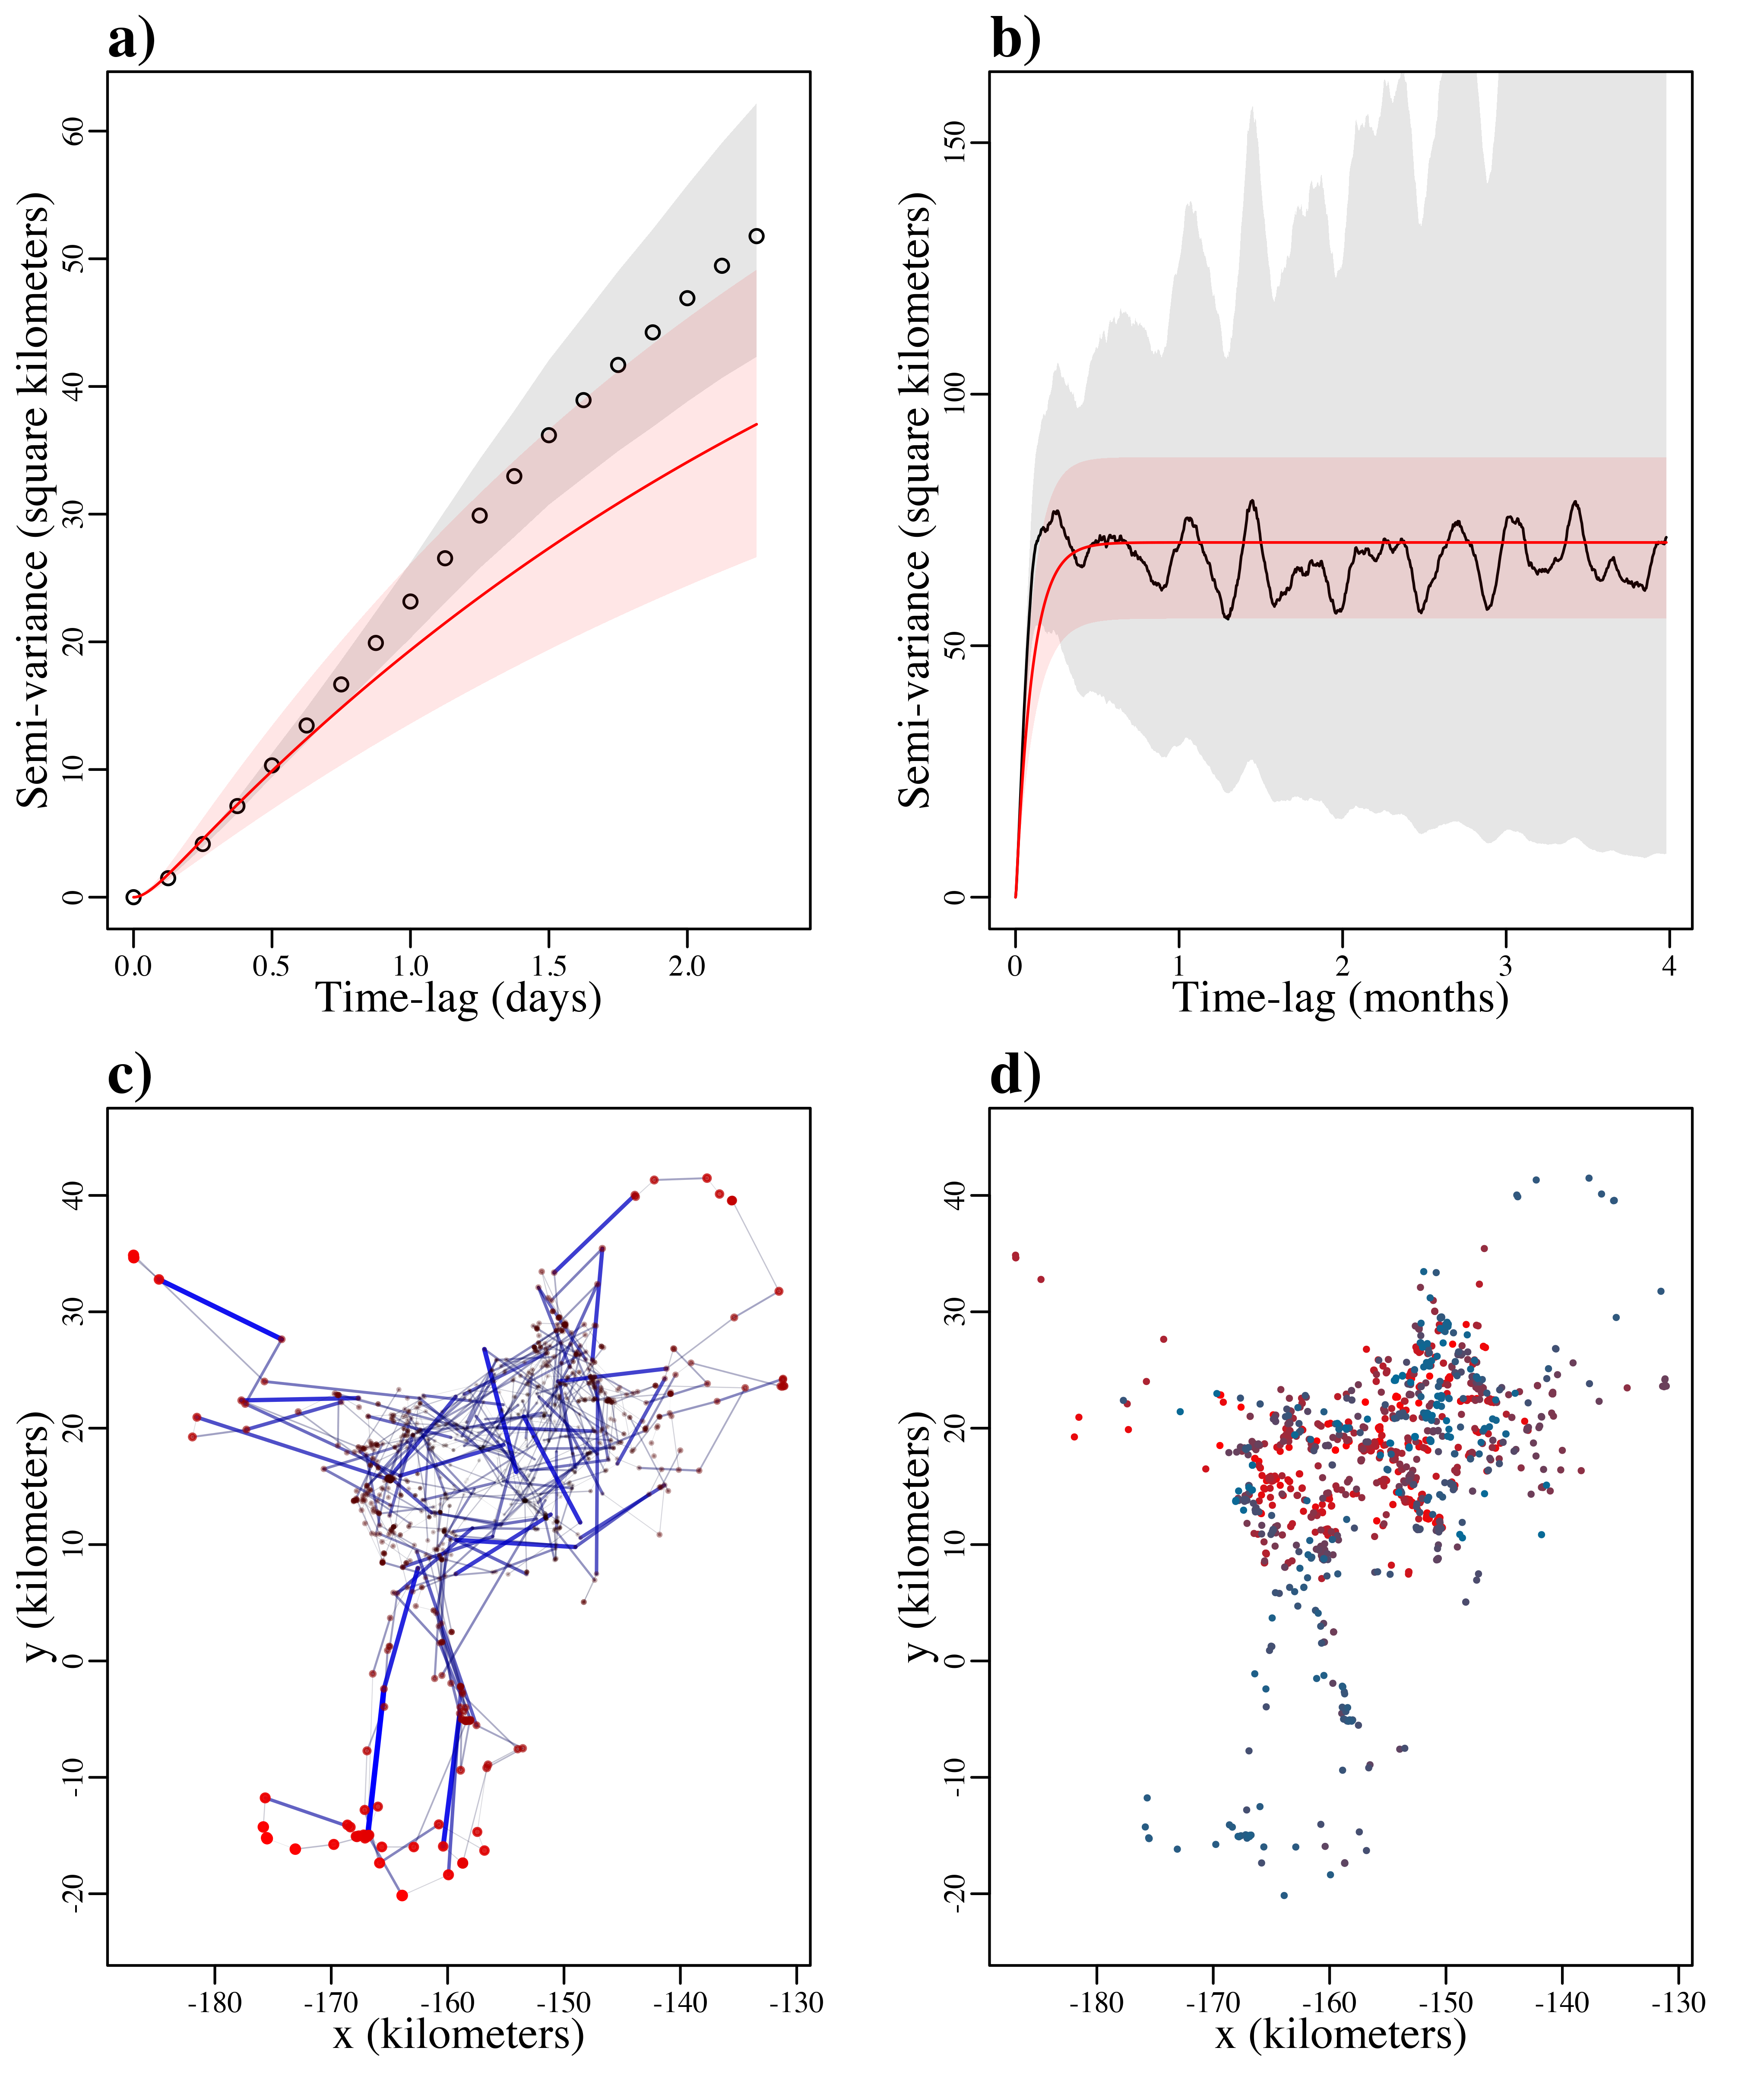 a)
Semi-variance (square kilometers)
60
50
40
30
20
10
0
0.0 0.5 1.0 1.5 2.0
Time-lag (days)
b)
Semi-variance (square kilometers)
150
100
50
0
0 1 2 3 4
Time-lag (months)
c)
y (kilometers)
40
30
20
10
0
-10
-20
-180 -170 -160 -150 -140 -130
x (kilometers)
d)
y (kilometers)
40
30
20
10
0
-10
-20
-180 -170 -160 -150 -140 -130
x (kilometers)